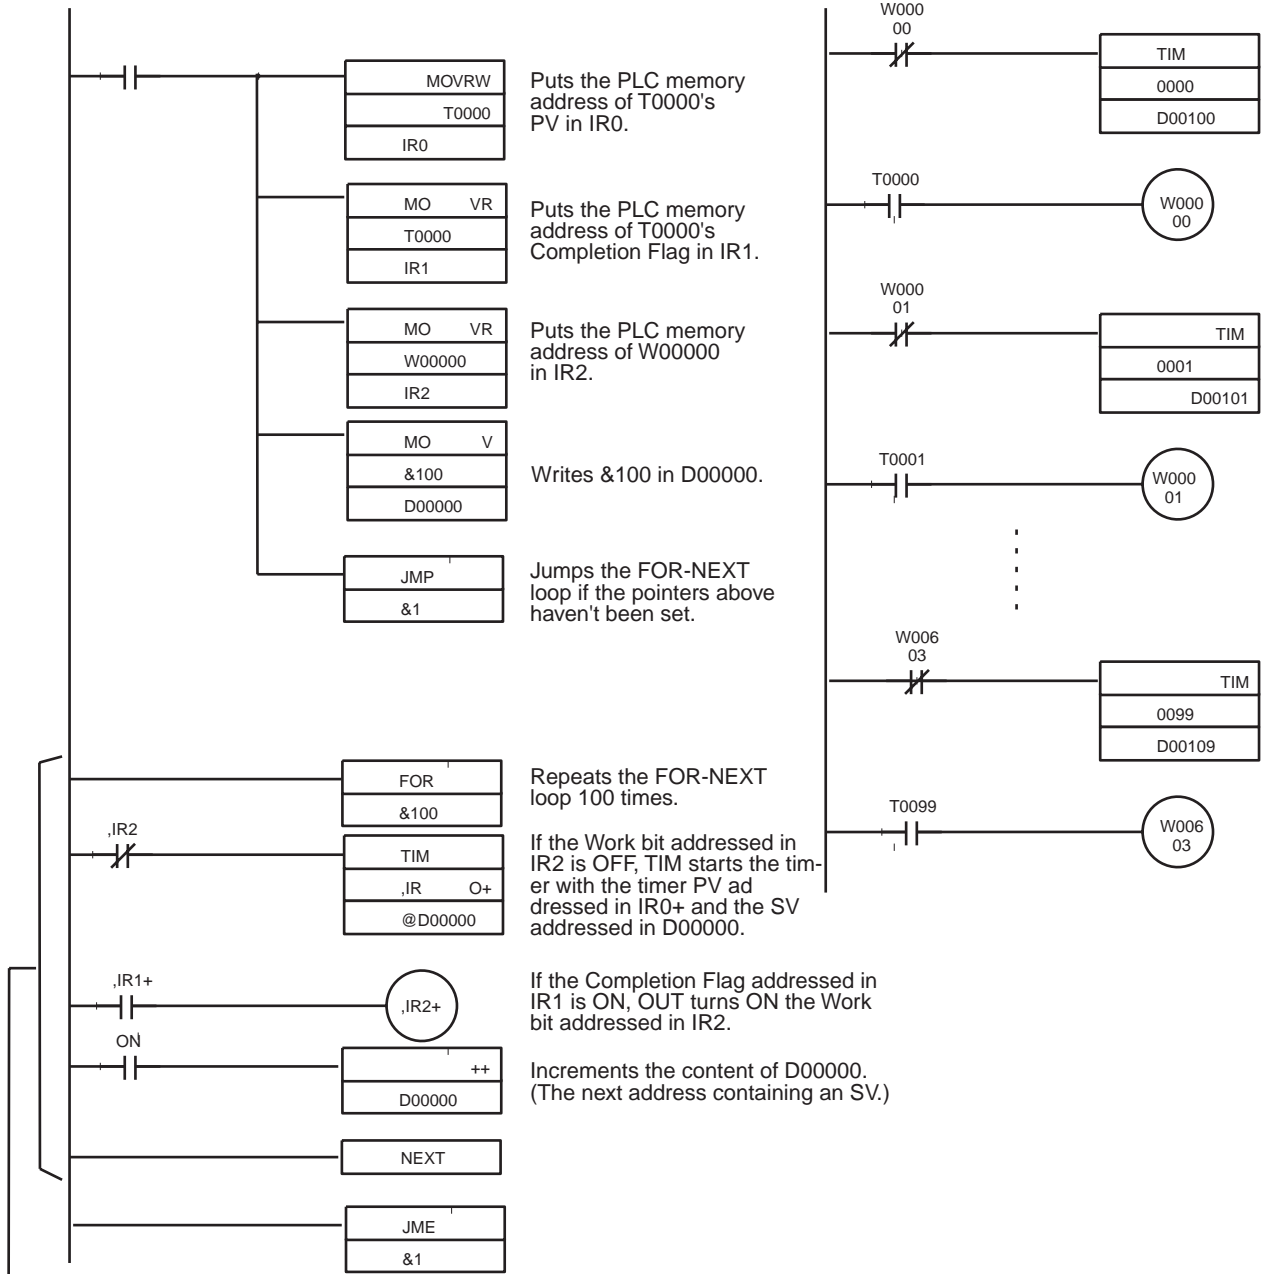 MOVRW
T0000
IR0
Puts the PLC memory
address of T0000's
PV in IR0.
MO VR
T0000
IR1
Puts the PLC memory
address of T0000's
Completion Flag in IR1.
MO VR
W00000
IR2
Puts the PLC memory
address of W00000
in IR2.
MO V
&100
D00000
Writes &100 in D00000.
JMP
&1
Jumps the FOR-NEXT
loop if the pointers above
haven't been set.
FOR
&100
Repeats the FOR-NEXT
loop 100 times.
,IR2
TIM
,IR O+
@D00000
If the Work bit addressed in
IR2 is OFF, TIM starts the tim-
er with the timer PV ad
dressed in IR0+ and the SV
addressed in D00000.
,IR1+
,IR2+
If the Completion Flag addressed in
IR1 is ON, OUT turns ON the Work
bit addressed in IR2.
ON
++
D00000
Increments the content of D00000.
(The next address containing an SV.)
NEXT
JME
&1
W000
00
TIM
0000
D00100
T0000
W000
00
W000
01
TIM
0001
D00101
T0001
W000
01
W006
03
TIM
0099
D00109
T0099
W006
03